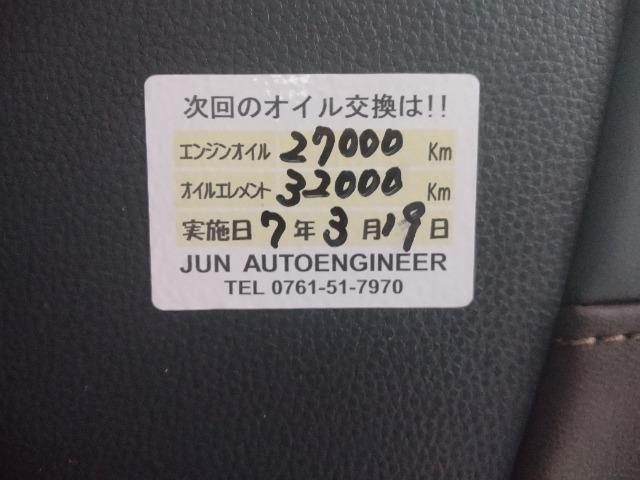 次回のオイル交換は!!
エンジンオイル 27000 Km
オイルエレメント 32000 Km
実施日 7年3月19日
JUN AUTOENGINEER
TEL 0761-51-7970